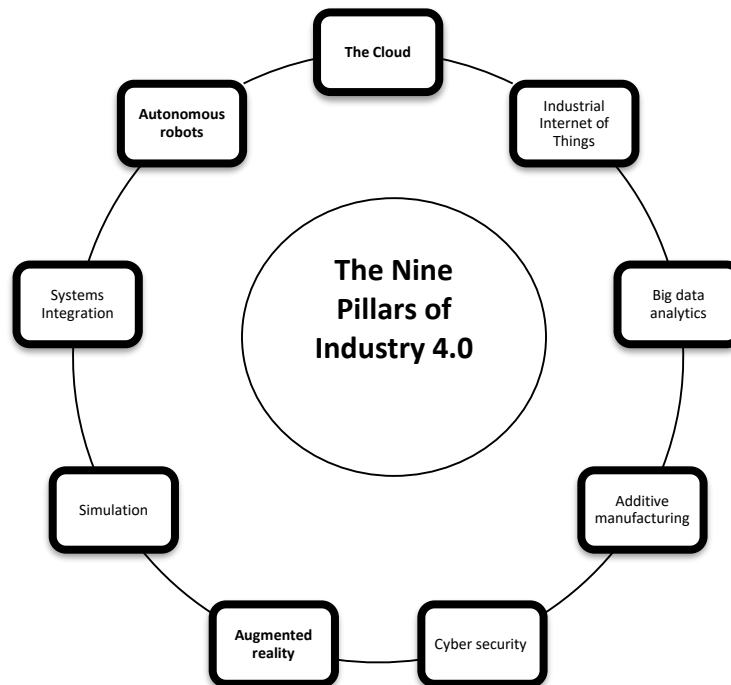 The Cloud
Industrial
Internet of
Things
Big data
analytics
Additive
manufacturing
Cyber security
Augmented
reality
Simulation
Systems
Integration
Autonomous
robots
The Nine
Pillars of
Industry 4.0